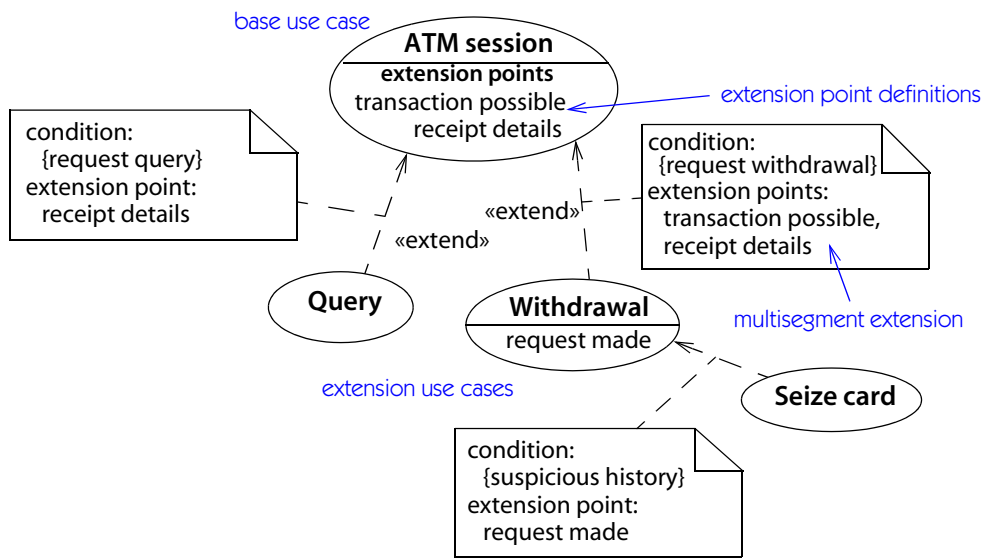 base use case
ATM session
extension points
transaction possible
receipt details
extension point definitions
condition:
{request query}
extension point:
receipt details
condition:
{request withdrawal}
extension points:
transaction possible,
receipt details
«extend»
«extend»
Query
Withdrawal
request made
multisegment extension
extension use cases
Seize card
condition:
{suspicious history}
extension point:
request made